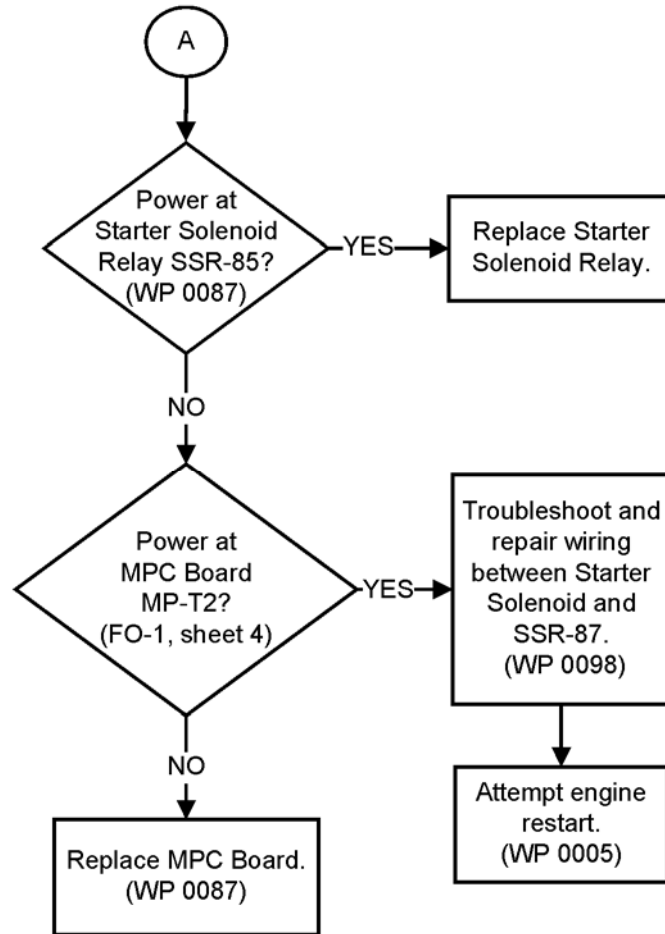 A
Power at
Starter Solenoid
Relay SSR-85?
(WP 0087)
YES
Replace Starter
Solenoid Relay.
NO
Power at
MPC Board
MP-T2?
(FO-1, sheet 4)
YES
Troubleshoot and
repair wiring
between Starter
Solenoid and
SSR-87.
(WP 0098)
NO
Attempt engine
restart.
(WP 0005)
Replace MPC Board.
(WP 0087)